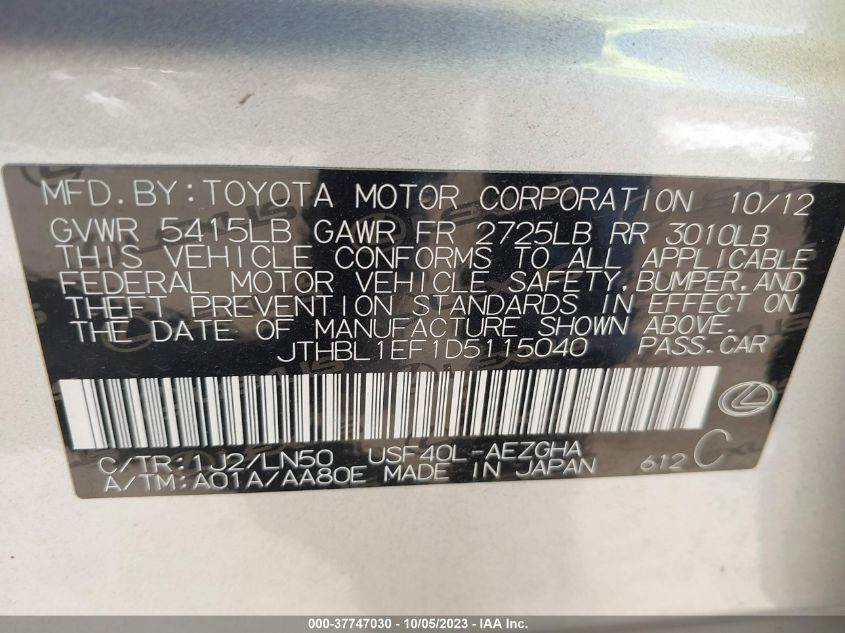 MFD.BY:TOYOTA MOTOR CORPORATION 10/12
GVWR 5415LB GAWR FR 2725LB RR 3010LB
THIS VEHICLE CONFORMS TO ALL APPLICABLE
FEDERAL MOTOR VEHICLE SAFETY,BUMPER,AND
THEFT PREVENTION STANDARDS IN EFFECT ON
THE DATE OF MANUFACTURE SHOWN ABOVE.
JTHBL1EF1D5115040 PASS.CAR
C/TR:1J2/LN50 USF40L-AEZGHA
A/TM:A01A/AA80E MADE IN JAPAN 612 C
000-37747030 - 10/05/2023 - IAA Inc.